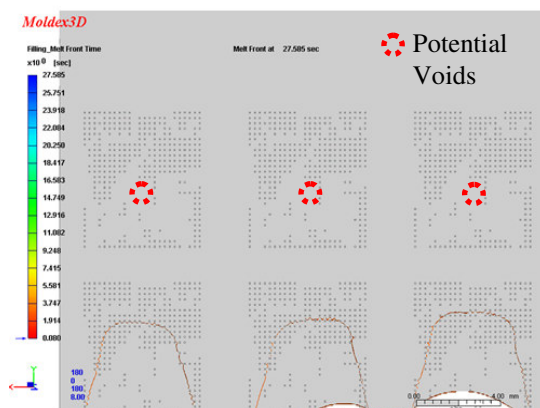 Moldex3D
Filling_Melt Front Time
Melt Front at 27.585 sec
x10 0 [sec]
Potential
Voids
27.585
25.751
23.918
22.084
20.250
18.417
16.583
14.749
12.916
11.082
9.248
7.414
5.581
3.747
1.914
0.080
Y
X
180
0
180
8.00
0.00
4.00 mm